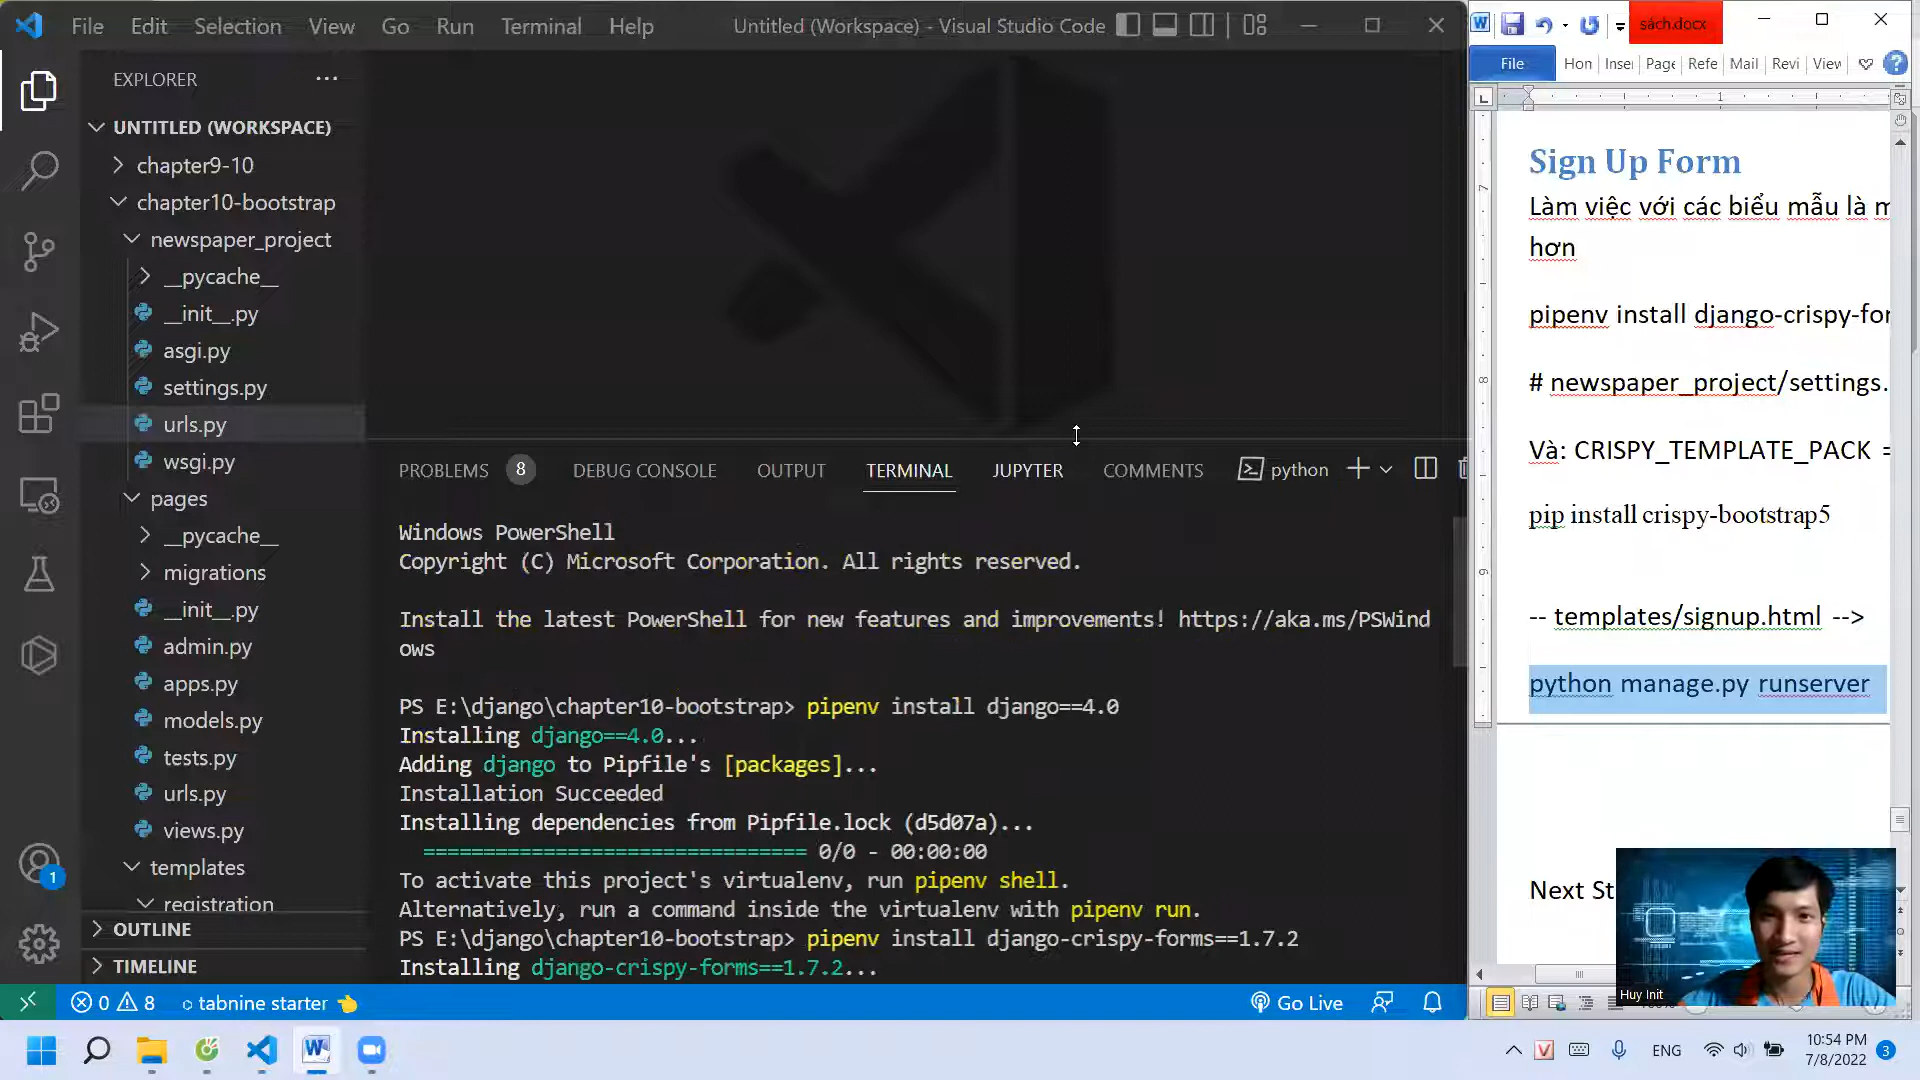 File Edit Selection View Go Run Terminal Help
Untitled (Workspace) - Visual Studio Code
EXPLORER
UNTITLED (WORKSPACE)
chapter9-10
chapter10-bootstrap
newspaper_project
__pycache__
__init__.py
asgi.py
settings.py
urls.py
wsgi.py
pages
__pycache__
migrations
__init__.py
admin.py
apps.py
models.py
tests.py
urls.py
views.py
templates
registration
OUTLINE
TIMELINE
PROBLEMS 8 DEBUG CONSOLE OUTPUT TERMINAL JUPYTER COMMENTS python
Windows PowerShell
Copyright (C) Microsoft Corporation. All rights reserved.
Install the latest PowerShell for new features and improvements! https://aka.ms/PSWind
ows
PS E:\django\chapter10-bootstrap> pipenv install django==4.0
Installing django==4.0...
Adding django to Pipfile's [packages]...
Installation Succeeded
Installing dependencies from Pipfile.lock (d5d07a)...
================================ 0/0 - 00:00:00
To activate this project's virtualenv, run pipenv shell.
Alternatively, run a command inside the virtualenv with pipenv run.
PS E:\django\chapter10-bootstrap> pipenv install django-crispy-forms==1.7.2
Installing django-crispy-forms==1.7.2...
0 8 tabnine starter Go Live
1
sách.docx
File Hon Inser Page Refe Mail Revi View
1
7
8
9
Sign Up Form
Làm việc với các biểu mẫu là m
hơn
pipenv install django-crispy-for
# newspaper_project/settings.
Và: CRISPY_TEMPLATE_PACK =
pip install crispy-bootstrap5
-- templates/signup.html -->
python manage.py runserver
Next St
Huy Init
ENG
10:54 PM
7/8/2022
3